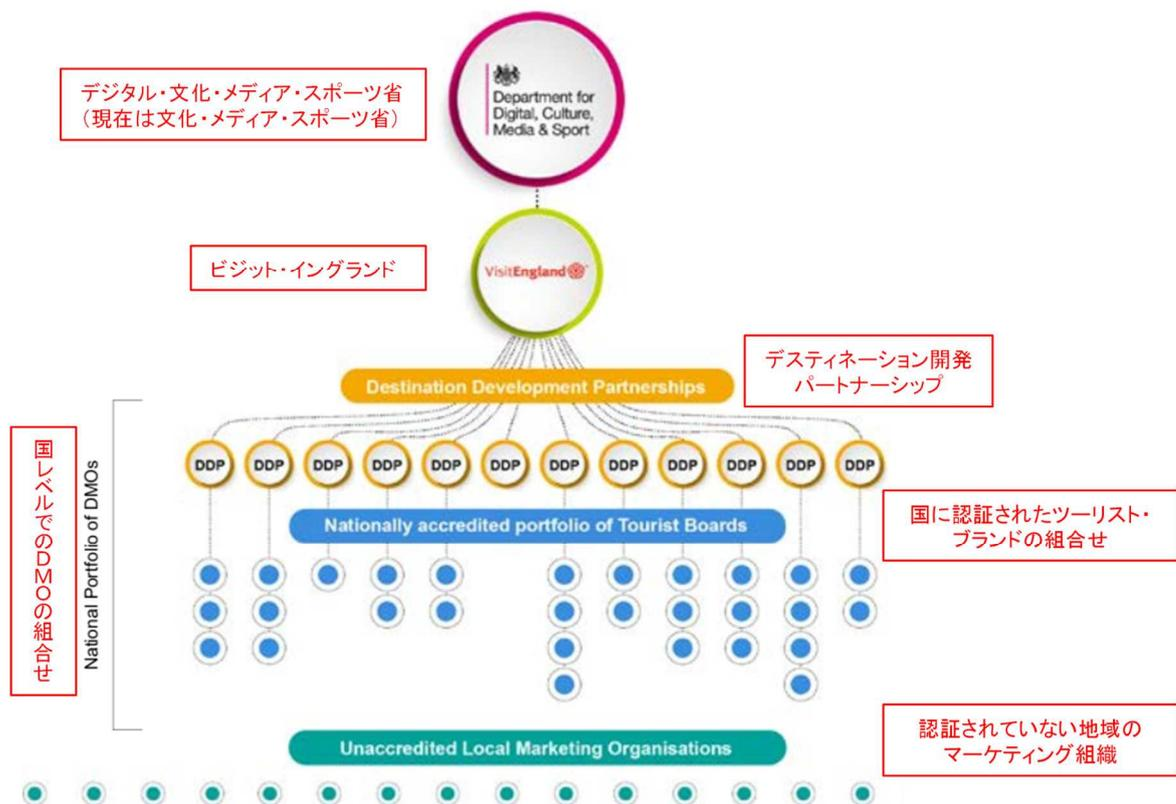 デジタル・文化・メディア・スポーツ省
(現在は文化・メディア・スポーツ省)
Department for
Digital, Culture,
Media & Sport
ビジット・イングランド
VisitEngland
デスティネーション開発
パートナーシップ
Destination Development Partnerships
国レベルでのDMOの組合せ
National Portfolio of DMOs
DDP DDP DDP DDP DDP DDP DDP DDP DDP DDP DDP DDP
Nationally accredited portfolio of Tourist Boards
国に認証されたツーリスト・
ブランドの組合せ
Unaccredited Local Marketing Organisations
認証されていない地域の
マーケティング組織